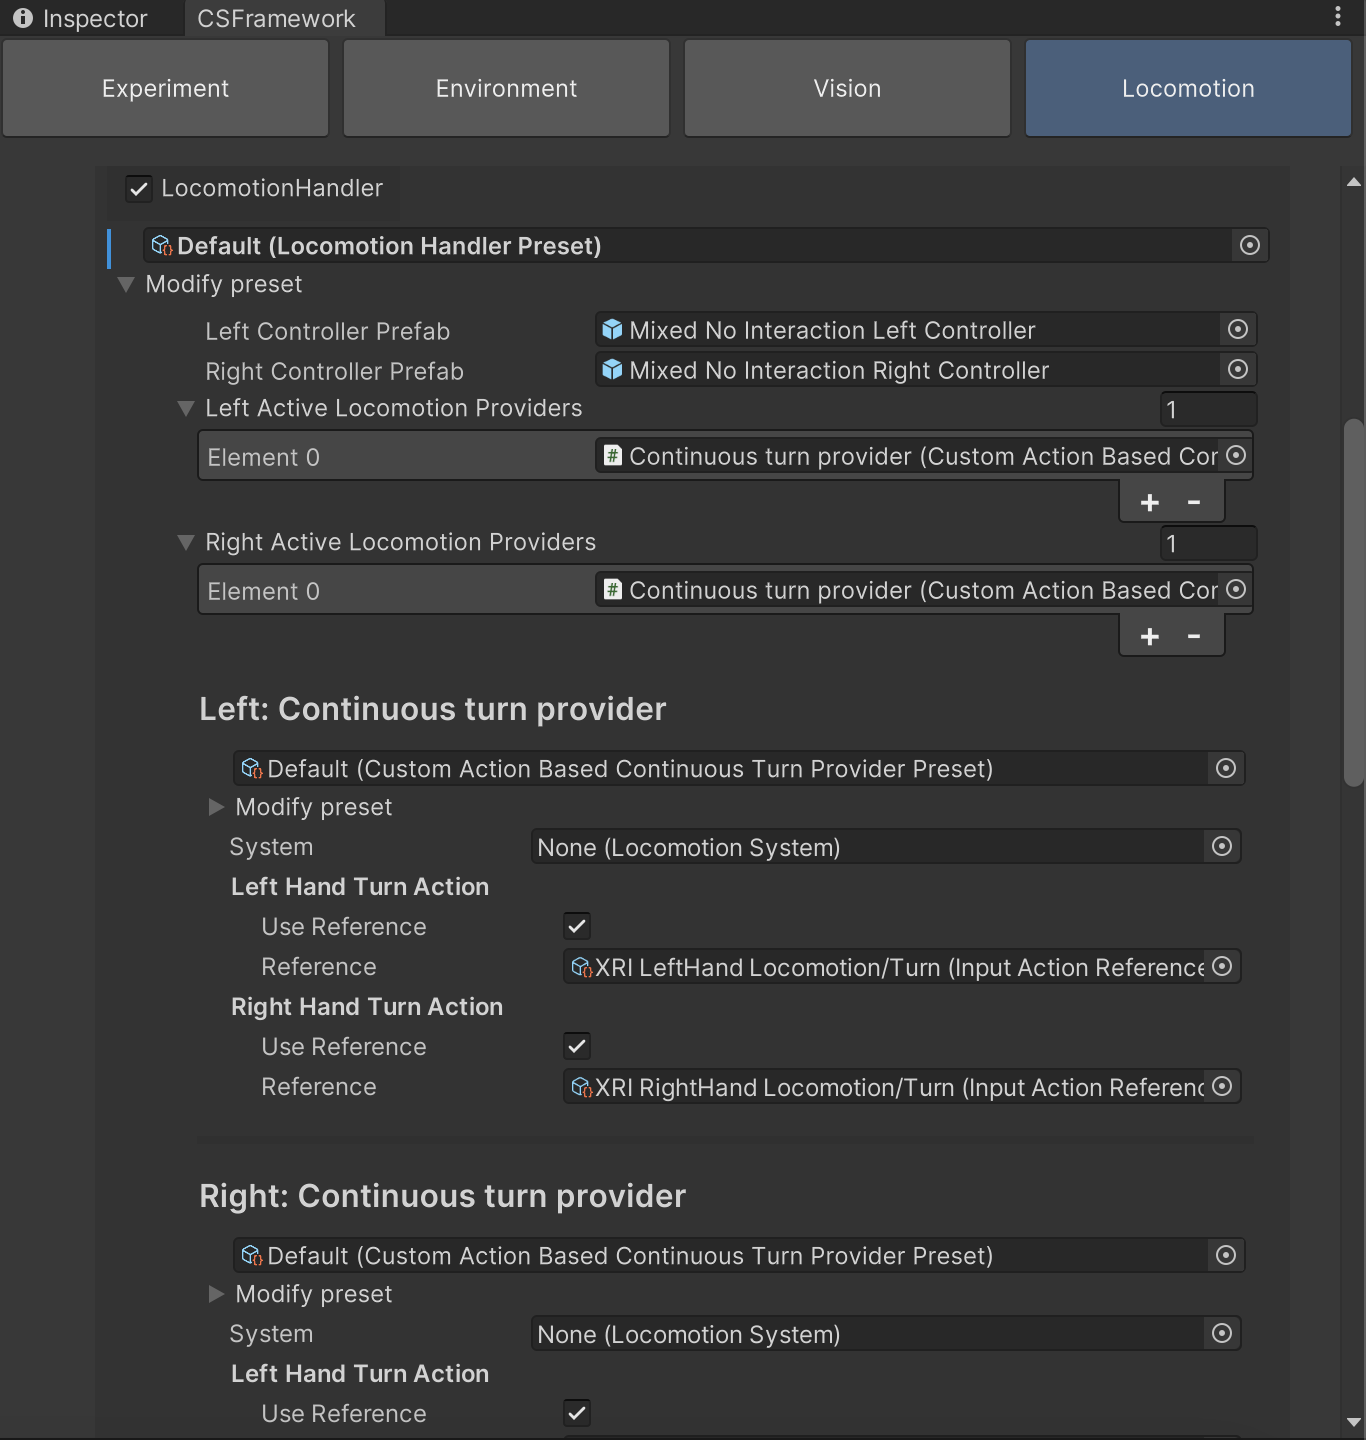 Inspector CSFramework
Experiment Environment Vision Locomotion
LocomotionHandler
Default (Locomotion Handler Preset)
Modify preset
Left Controller Prefab Mixed No Interaction Left Controller
Right Controller Prefab Mixed No Interaction Right Controller
Left Active Locomotion Providers 1
Element 0 # Continuous turn provider (Custom Action Based Cor
+ -
Right Active Locomotion Providers 1
Element 0 # Continuous turn provider (Custom Action Based Cor
+ -
Left: Continuous turn provider
Default (Custom Action Based Continuous Turn Provider Preset)
Modify preset
System None (Locomotion System)
Left Hand Turn Action
Use Reference
Reference XRI LeftHand Locomotion/Turn (Input Action Reference
Right Hand Turn Action
Use Reference
Reference XRI RightHand Locomotion/Turn (Input Action Referenc
Right: Continuous turn provider
Default (Custom Action Based Continuous Turn Provider Preset)
Modify preset
System None (Locomotion System)
Left Hand Turn Action
Use Reference